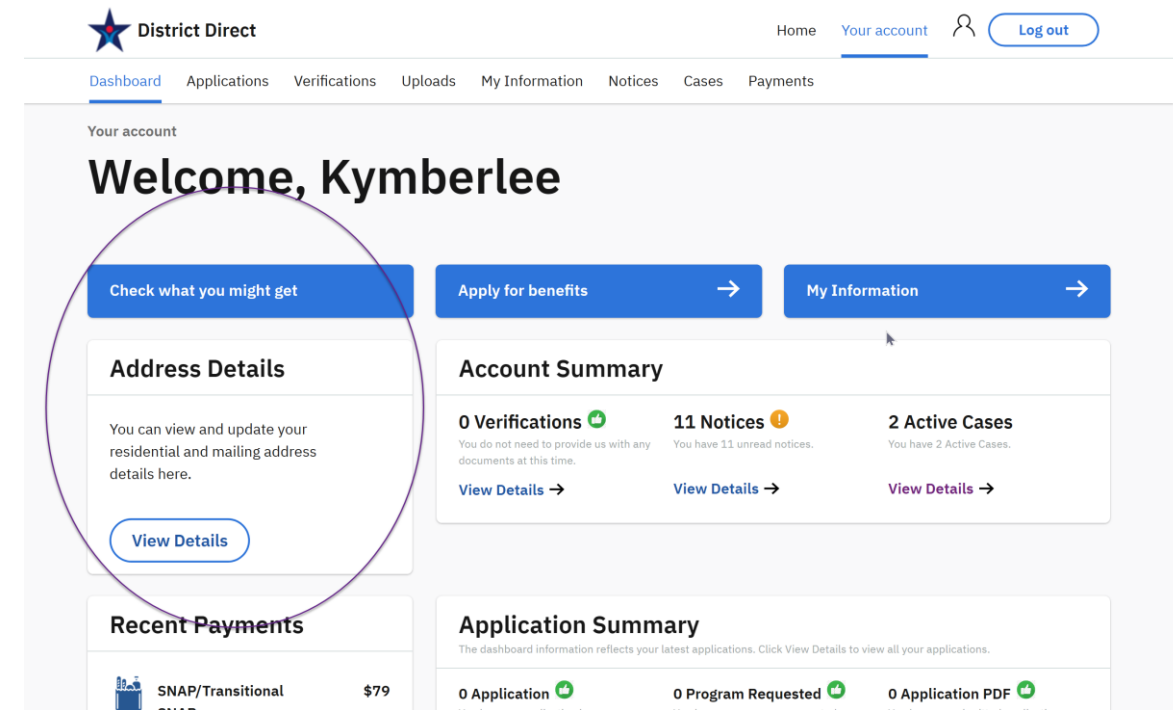 District Direct
Home Your account Log out
Dashboard Applications Verifications Uploads My Information Notices Cases Payments
Your account
Welcome, Kymberlee
Check what you might get
Apply for benefits
My Information
Address Details
You can view and update your
residential and mailing address
details here.
View Details
Account Summary
0 Verifications
You do not need to provide us with any
documents at this time.
View Details
11 Notices
You have 11 unread notices.
View Details
2 Active Cases
You have 2 Active Cases.
View Details
Recent Payments
SNAP/Transitional $79
Application Summary
The dashboard information reflects your latest applications. Click View Details to view all your applications.
0 Application
0 Program Requested
0 Application PDF